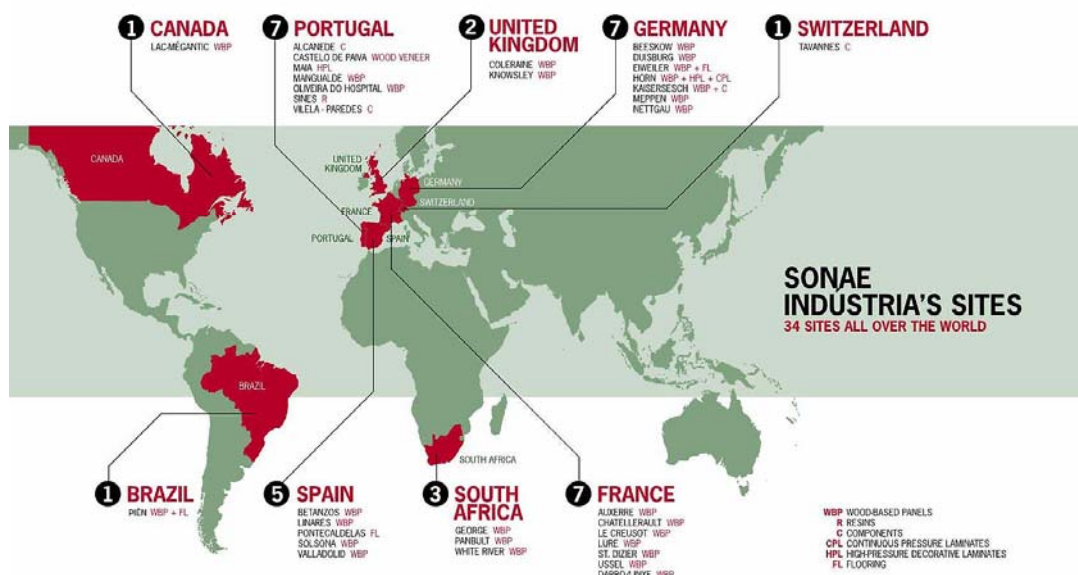 1 CANADA
LAC-MÉGANTIC WBP
7 PORTUGAL
ALCANEDE C
CASTELO DE PAIVA WOOD VENEER
MAIA HPL
MANGUALDE WBP
OLIVEIRA DO HOSPITAL WBP
SINES R
VILELA - PAREDES C
2 UNITED
KINGDOM
COLERAINE WBP
KNOWSLEY WBP
7 GERMANY
BEESKOW WBP
DUISBURG WBP
EIWEILER WBP + FL
HORN WBP + HPL + CPL
KAISERSESCH WBP + C
MEPPEN WBP
NETTGAU WBP
1 SWITZERLAND
TAVANNES C
CANADA
UNITED
KINGDOM
GERMANY
SWITZERLAND
FRANCE
PORTUGAL
SPAIN
SONAE
INDÚSTRIA'S SITES
34 SITES ALL OVER THE WORLD
BRAZIL
SOUTH AFRICA
1 BRAZIL
PIÊN WBP + FL
5 SPAIN
BETANZOS WBP
LINARES WBP
PONTECALDELAS FL
SOLSONA WBP
VALLADOLID WBP
3 SOUTH
AFRICA
GEORGE WBP
PANBULT WBP
WHITE RIVER WBP
7 FRANCE
AUXERRE WBP
CHATELLERAULT WBP
LE CREUSOT WBP
LURE WBP
ST. DIZIER WBP
USSEL WBP
WBP
WBP WOOD-BASED PANELS
R RESINS
C COMPONENTS
CPL CONTINUOUS PRESSURE LAMINATES
HPL HIGH-PRESSURE DECORATIVE LAMINATES
FL FLOORING